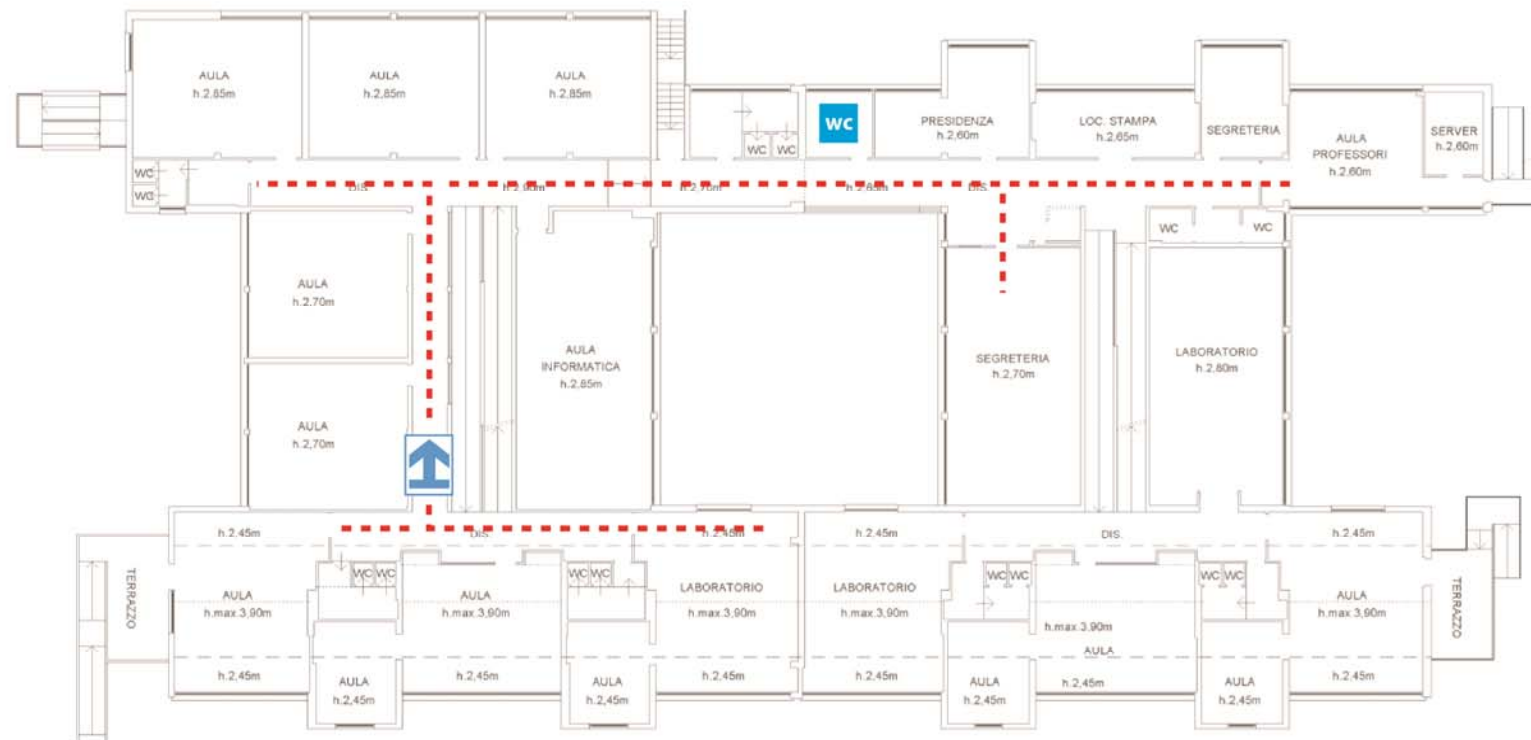 AULA
h.2,85m
AULA
h.2,85m
AULA
h.2,85m
WC
WC
WC
PRESIDENZA
h.2,60m
LOC. STAMPA
h.2,65m
SEGRETERIA
AULA
PROFESSORI
h.2,60m
SERVER
h.2,60m
WC
WC
DIS.
h.2,90m
h.2,70m
h.2,65m
DIS.
WC
WC
AULA
h.2,70m
AULA
INFORMATICA
h.2,85m
SEGRETERIA
h.2,70m
LABORATORIO
h.2,80m
AULA
h.2,70m
h.2,45m
DIS.
h.2,45m
h.2,45m
DIS.
h.2,45m
TERRAZZO
AULA
h.max.3,90m
WC
WC
AULA
h.max.3,90m
WC
WC
LABORATORIO
h.max.3,90m
LABORATORIO
h.max.3,90m
WC
WC
h.max.3,90m
AULA
WC
WC
AULA
h.max.3,90m
TERRAZZO
h.2,45m
AULA
h.2,45m
h.2,45m
AULA
h.2,45m
h.2,45m
h.2,45m
AULA
h.2,45m
h.2,45m
AULA
h.2,45m
h.2,45m